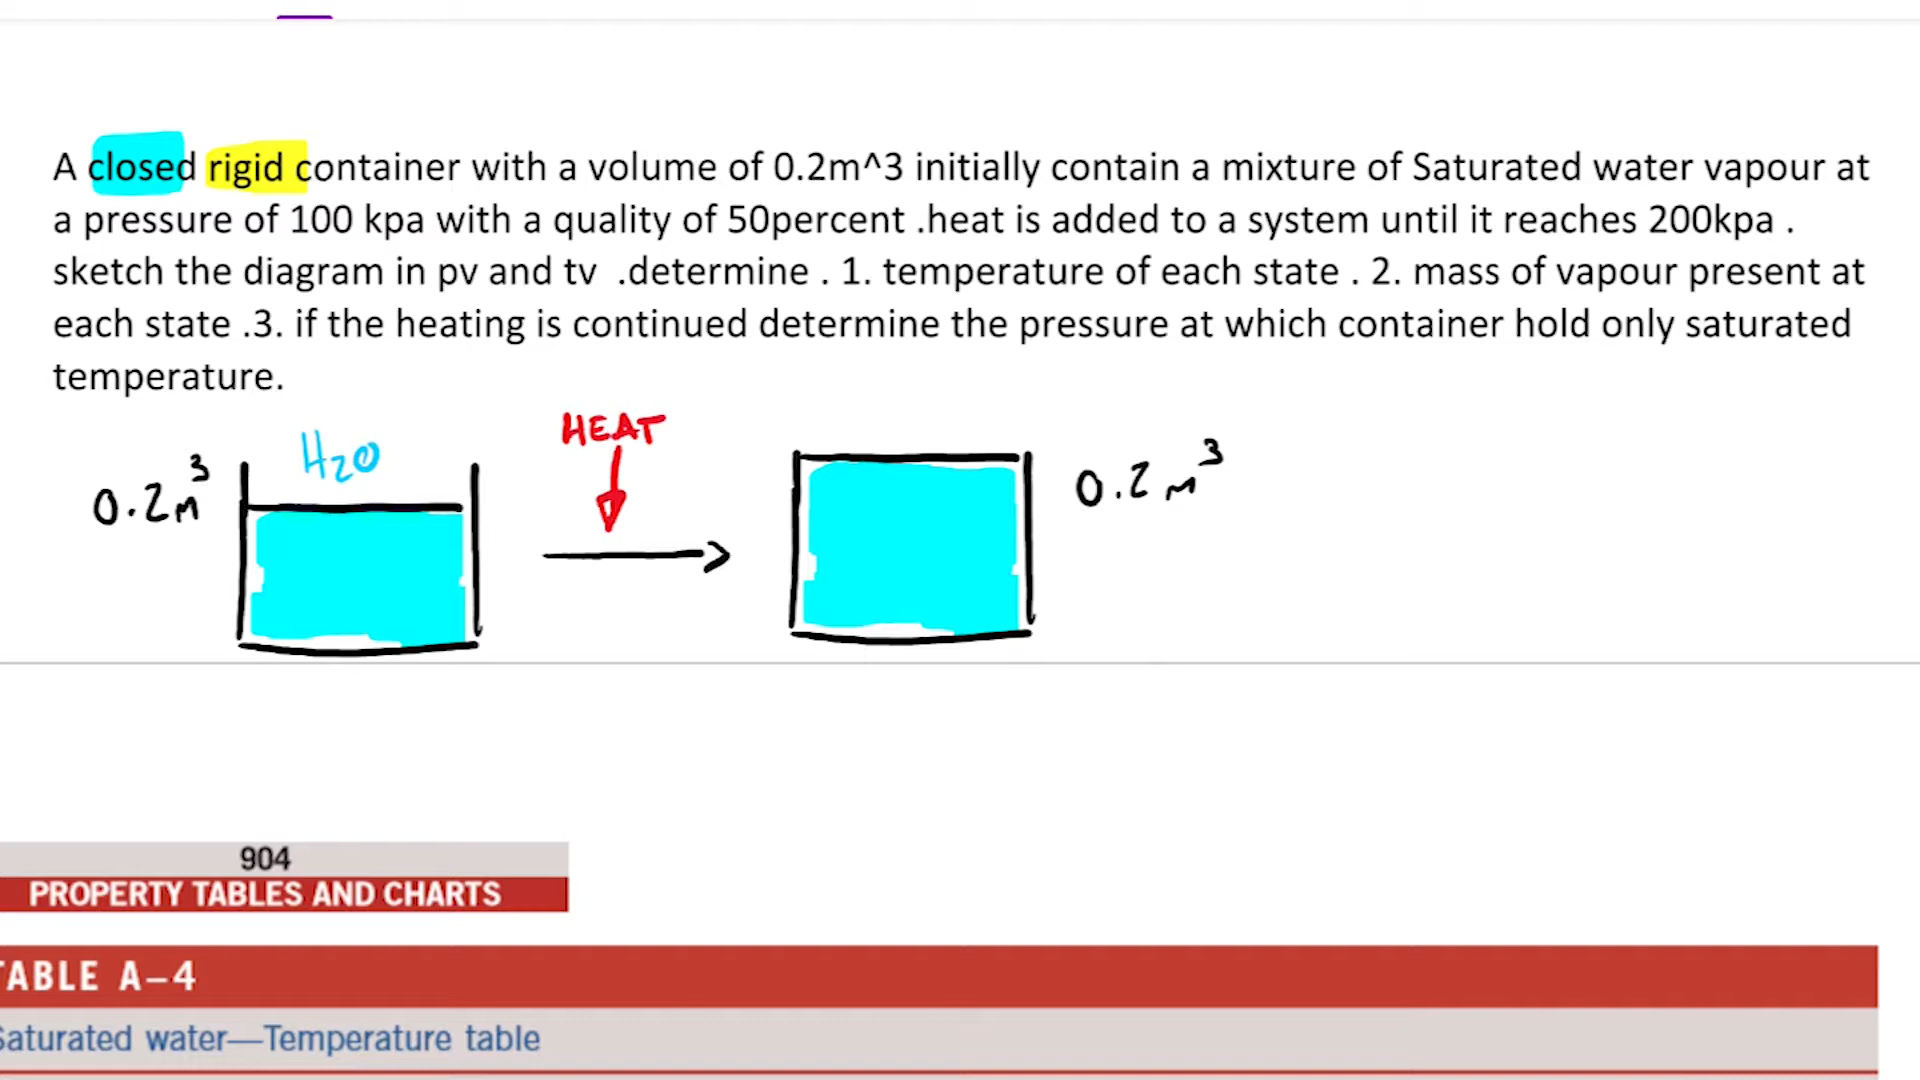 A closed rigid container with a volume of 0.2m^3 initially contain a mixture of Saturated water vapour at
a pressure of 100 kpa with a quality of 50percent .heat is added to a system until it reaches 200kpa .
sketch the diagram in pv and tv .determine . 1. temperature of each state . 2. mass of vapour present at
each state .3. if the heating is continued determine the pressure at which container hold only saturated
temperature.
HEAT
H2O
0.2m³
0.2m³
904
PROPERTY TABLES AND CHARTS
TABLE A–4
Saturated water—Temperature table